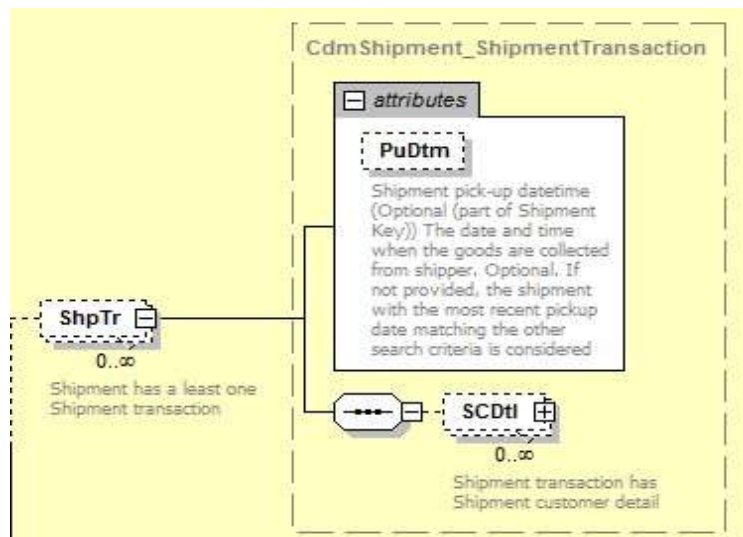 CdmShipment_ShipmentTransaction
attributes
PuDtm
Shipment pick-up datetime
(Optional (part of Shipment
Key)) The date and time
when the goods are collected
from shipper. Optional. If
not provided, the shipment
with the most recent pickup
date matching the other
search criteria is considered
ShpTr
0..∞
Shipment has a least one
Shipment transaction
SCDtl
0..∞
Shipment transaction has
Shipment customer detail